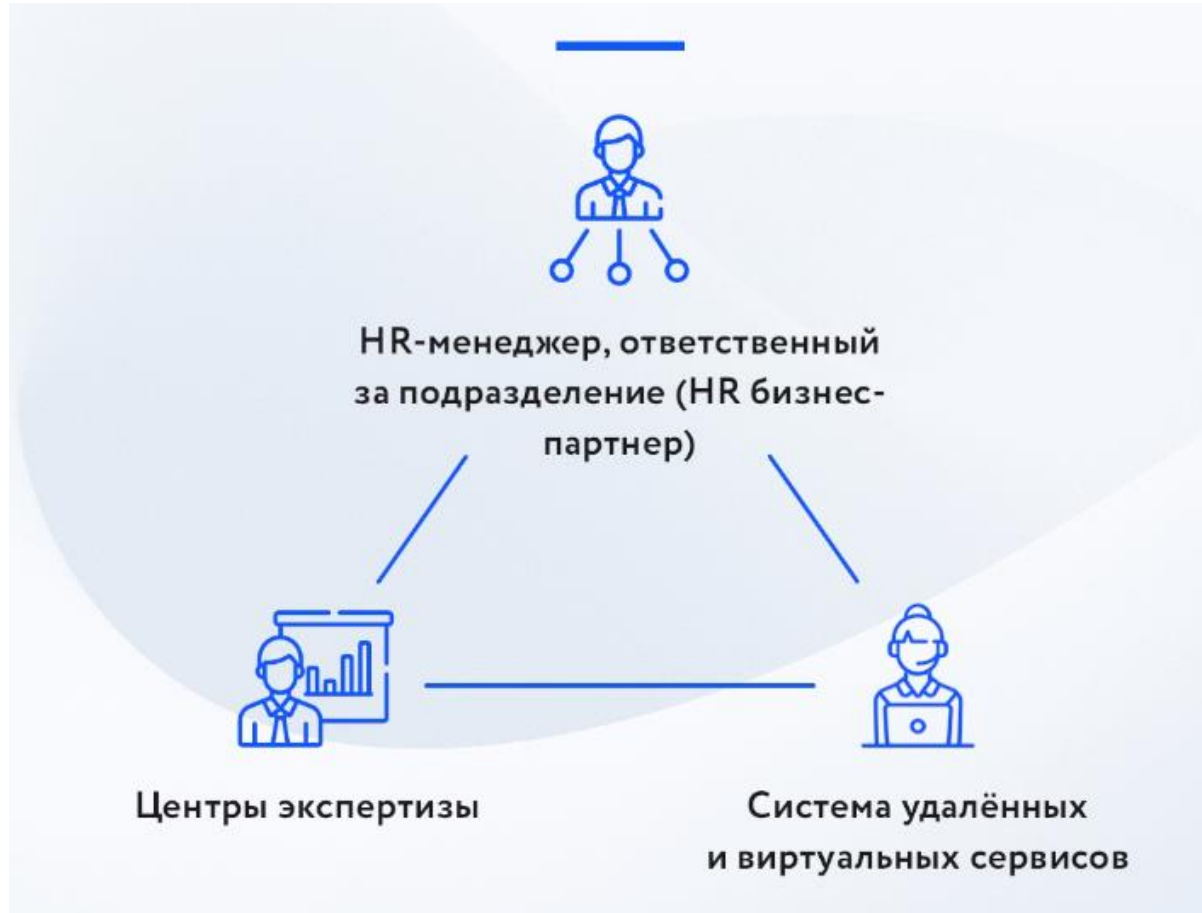 HR-менеджер, ответственный
за подразделение (HR бизнес-
партнер)
Центры экспертизы
Система удалённых
и виртуальных сервисов